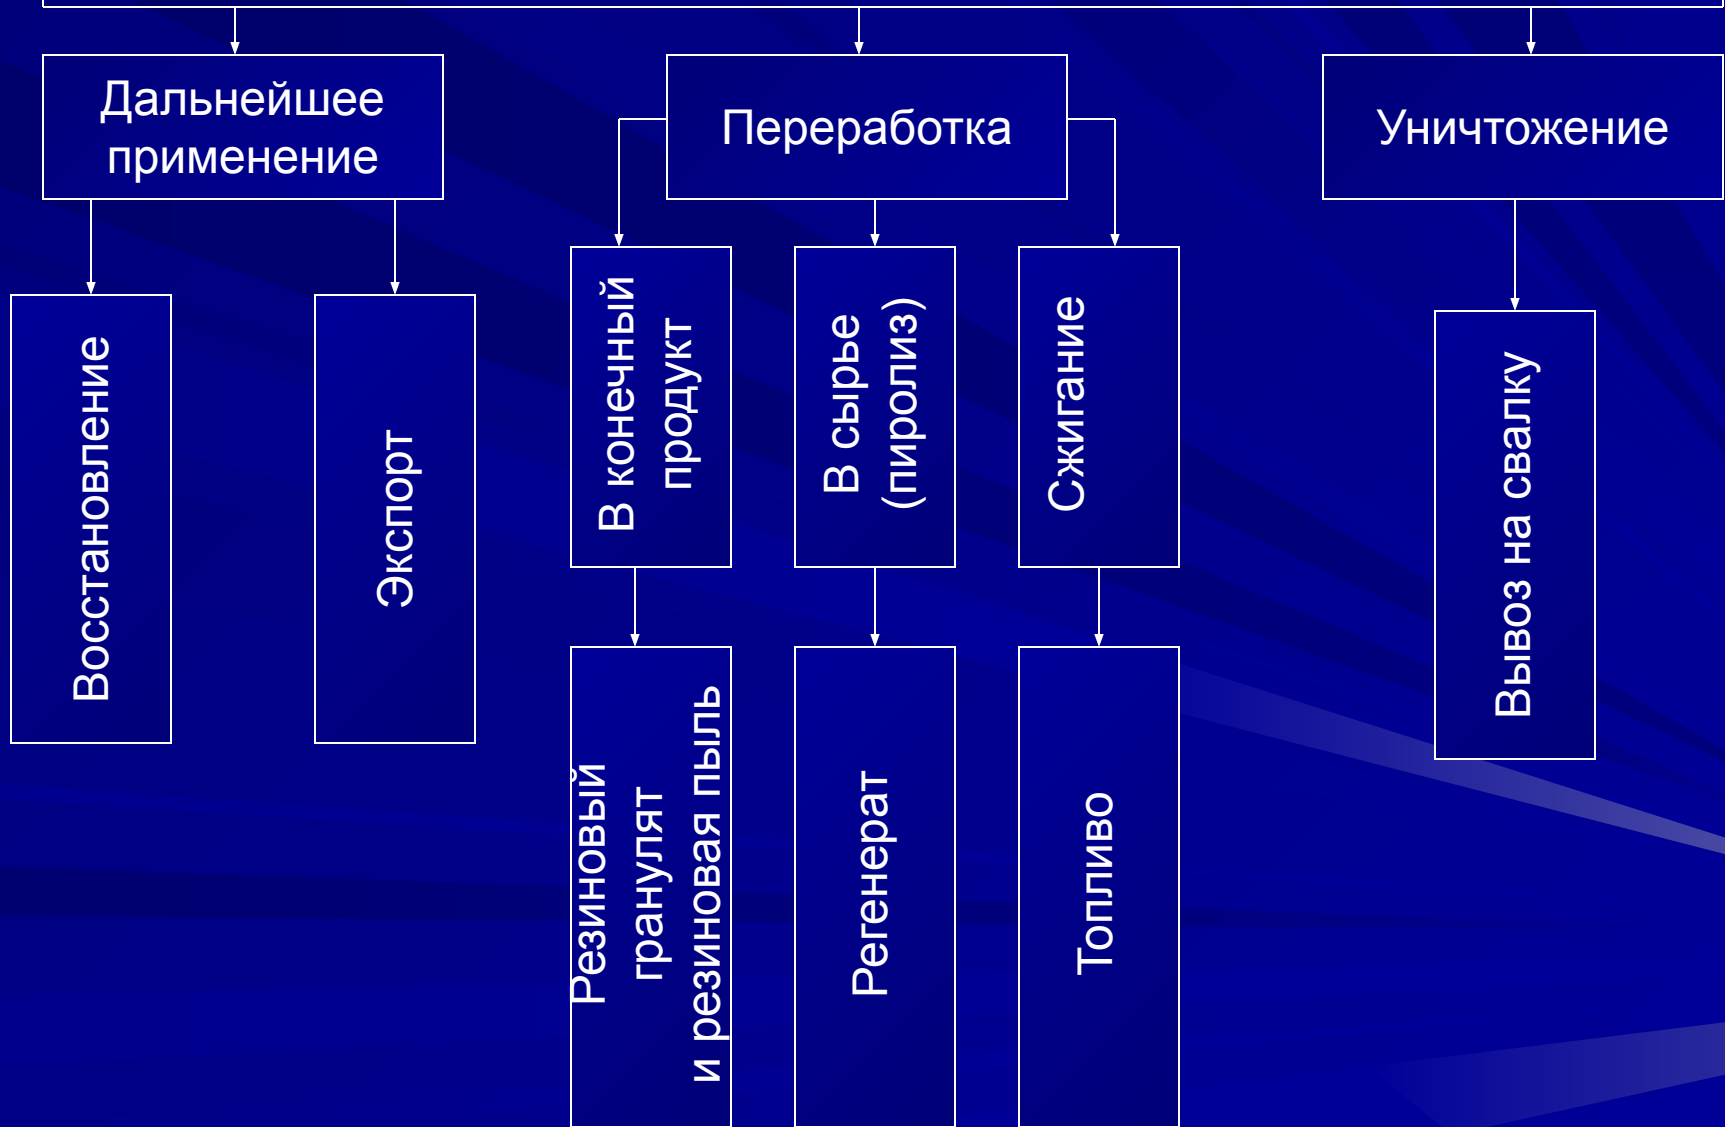 Дальнейшее
применение
Переработка
Уничтожение
Восстановление
Экспорт
В конечный
продукт
В сырье
(пиролиз)
Сжигание
Вывоз на свалку
Резиновый
гранулят
и резиновая пыль
Регенерат
Топливо